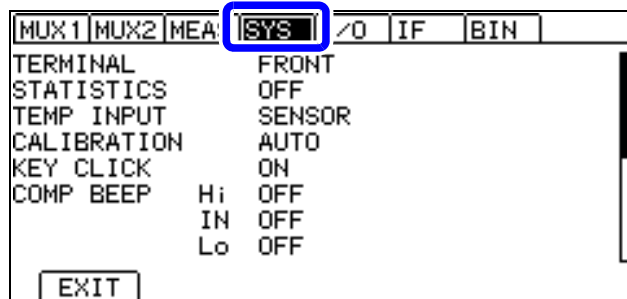 MUX1 MUX2 MEAS SYS I/O IF BIN
TERMINAL FRONT
STATISTICS OFF
TEMP INPUT SENSOR
CALIBRATION AUTO
KEY CLICK ON
COMP BEEP Hi OFF
IN OFF
Lo OFF
EXIT